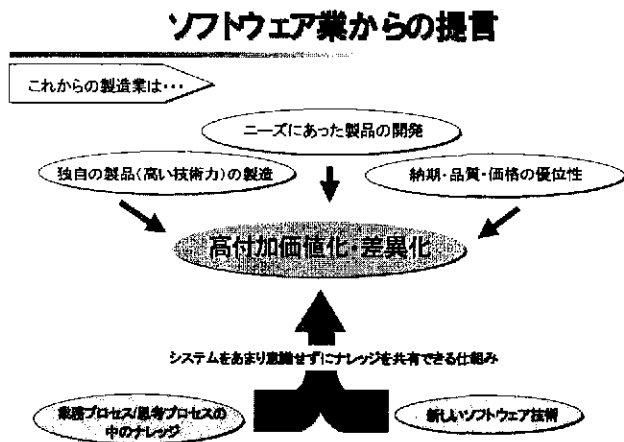 ソフトウェア業からの提言
これからの製造業は・・・
ニーズにあった製品の開発
独自の製品(高い技術力)の製造
納期・品質・価格の優位性
高付加価値化・差異化
システムをあまり意識せずにナレッジを共有できる仕組み
業務プロセス/思考プロセスの
中のナレッジ
新しいソフトウェア技術